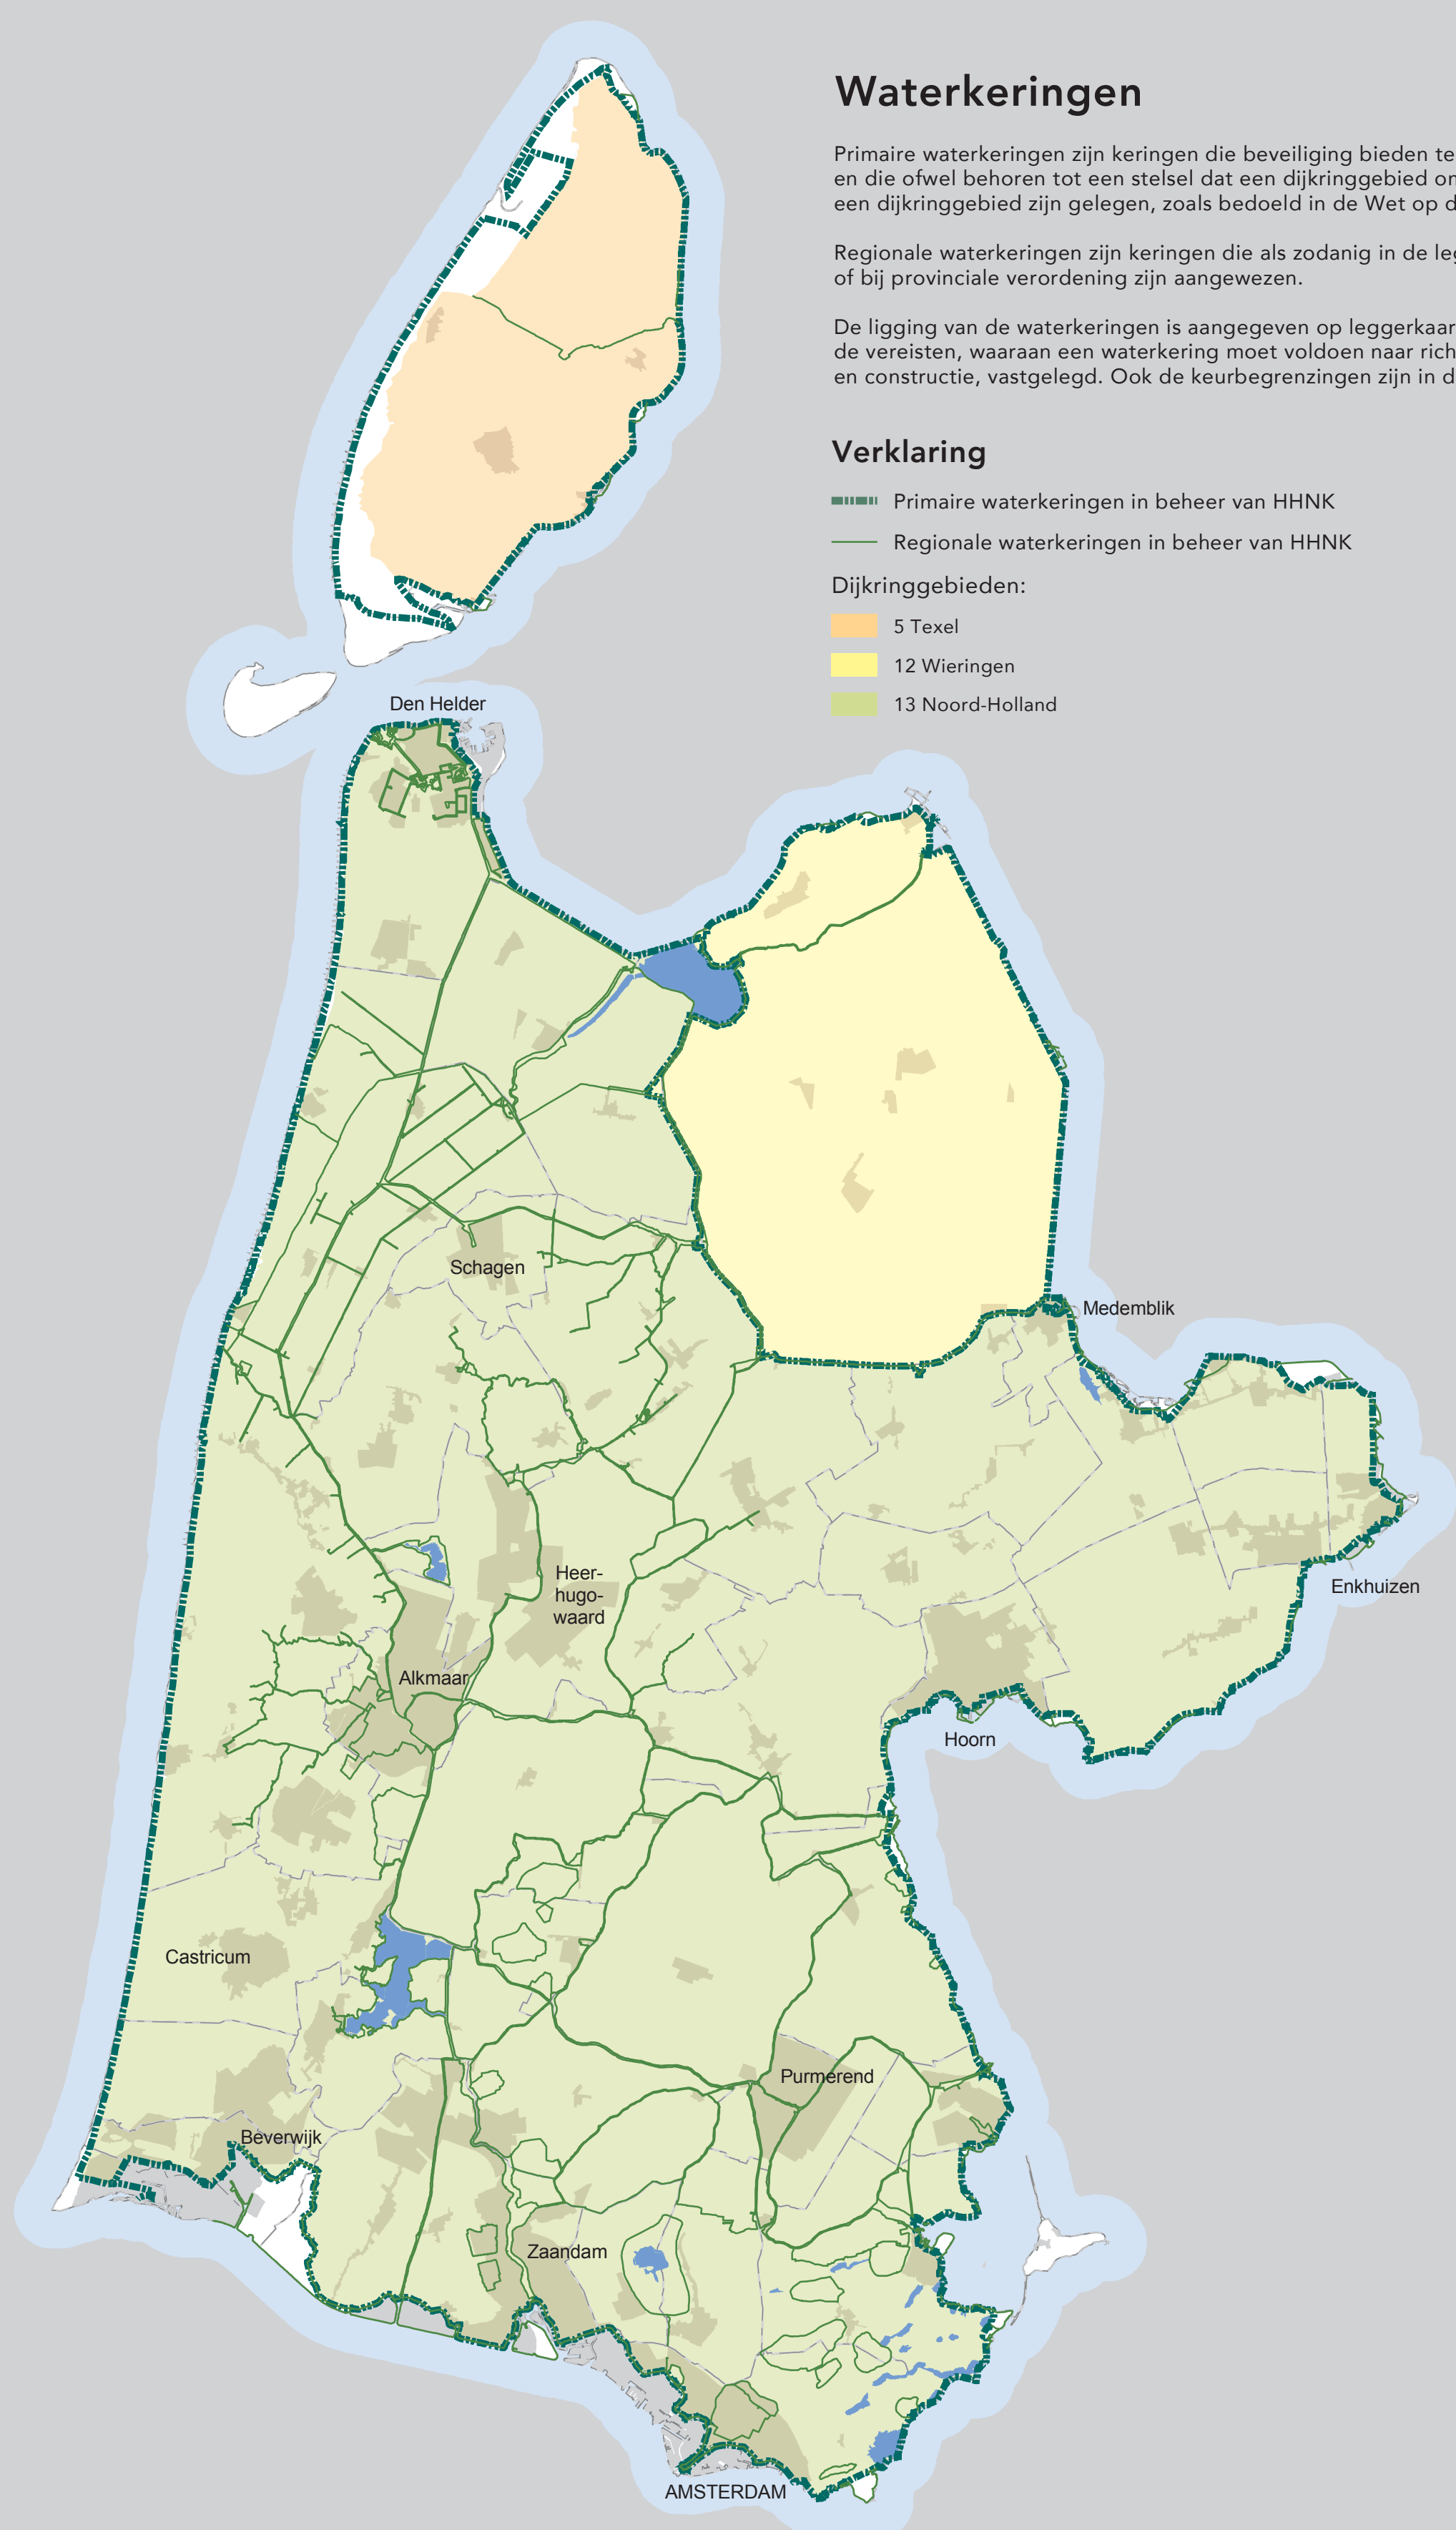 Waterkeringen
Primaire waterkeringen zijn keringen die beveiliging bieden te
en die ofwel behoren tot een stelsel dat een dijkringgebied
een dijkringgebied zijn gelegen, zoals bedoeld in de Wet op d
Regionale waterkeringen zijn keringen die als zodanig in de leg
of bij provinciale verordening zijn aangewezen.
De ligging van de waterkeringen is aangegeven op leggerkaar
de vereisten, waaraan een waterkering moet voldoen naar rich
en constructie, vastgelegd. Ook de keurbegrenzingen zijn in d
Verklaring
Primaire waterkeringen in beheer van HHNK
Regionale waterkeringen in beheer van HHNK
Dijkringgebieden:
5 Texel
12 Wieringen
13 Noord-Holland
Den Helder
Schagen
Medemblik
Heer-
hugo-
waard
Enkhuizen
Alkmaar
Hoorn
Castricum
Purmerend
Beverwijk
Zaandam
AMSTERDAM